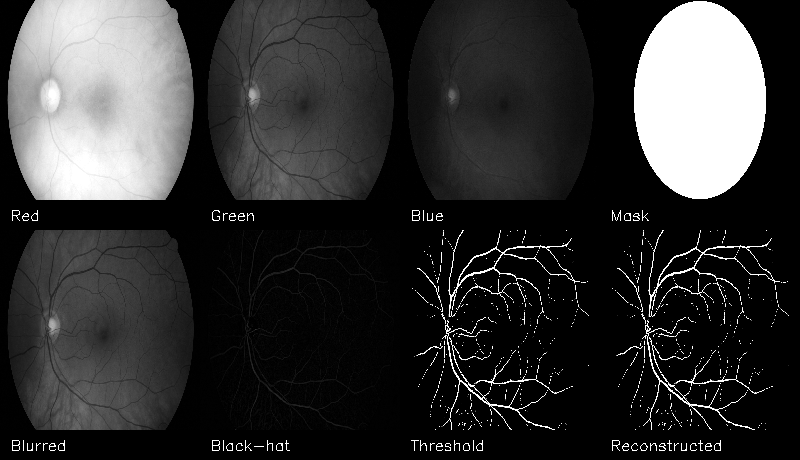 Red
Green
Blue
Mask
Blurred
Black-hat
Threshold
Reconstructed